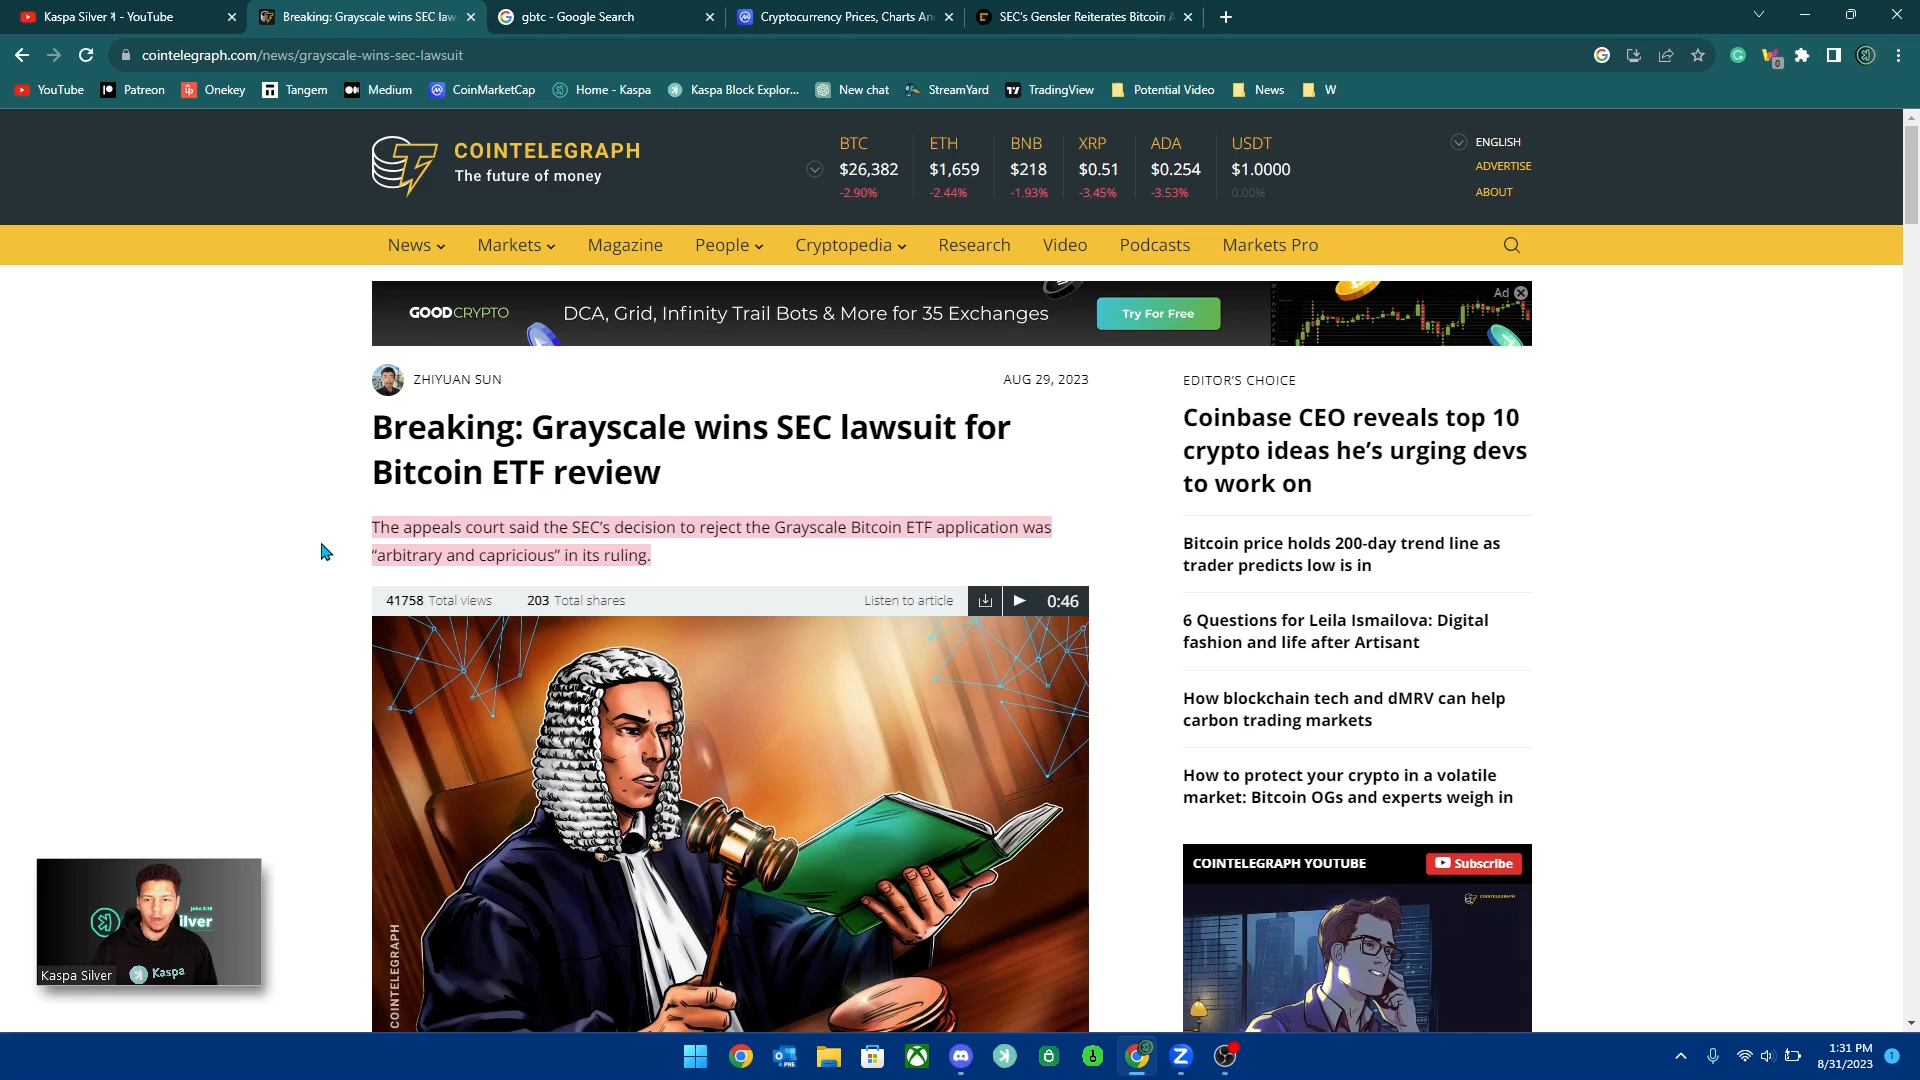 Kaspa Silver - YouTube
Breaking: Grayscale wins SEC law
gbtc - Google Search
Cryptocurrency Prices, Charts An
SEC's Gensler Reiterates Bitcoin A
cointelegraph.com/news/grayscale-wins-sec-lawsuit
YouTube Patreon Onekey Tangem Medium CoinMarketCap Home - Kaspa Kaspa Block Explor... New chat StreamYard TradingView Potential Video News W
COINTELEGRAPH
The future of money
BTC ETH BNB XRP ADA USDT
$26,382 $1,659 $218 $0.51 $0.254 $1.0000
-2.90% -2.44% -1.93% -3.45% -3.53% 0.00%
ENGLISH
ADVERTISE
ABOUT
News Markets Magazine People Cryptopedia Research Video Podcasts Markets Pro
GOODCRYPTO DCA, Grid, Infinity Trail Bots & More for 35 Exchanges Try For Free Ad
ZHIYUAN SUN AUG 29, 2023
Breaking: Grayscale wins SEC lawsuit for
Bitcoin ETF review
The appeals court said the SEC’s decision to reject the Grayscale Bitcoin ETF application was
“arbitrary and capricious” in its ruling.
41758 Total views 203 Total shares Listen to article 0:46
COINTELEGRAPH
EDITOR’S CHOICE
Coinbase CEO reveals top 10
crypto ideas he’s urging devs
to work on
Bitcoin price holds 200-day trend line as
trader predicts low is in
6 Questions for Leila Ismailova: Digital
fashion and life after Artisant
How blockchain tech and dMRV can help
carbon trading markets
How to protect your crypto in a volatile
market: Bitcoin OGs and experts weigh in
COINTELEGRAPH YOUTUBE Subscribe
COINTELEGRAPH
John 3:16
ilver
Kaspa
Kaspa Silver
1:31 PM
8/31/2023
1